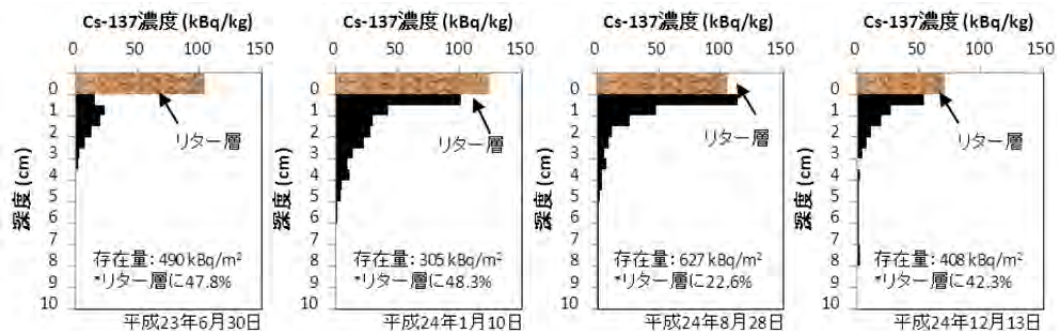 Cs-137濃度 (kBq/kg)
0 50 100 150
深度 (cm)
0
1
2
3
4
5
6
7
8
9
10
リター層
存在量: 490 kBq/m²
*リター層に47.8%
平成23年6月30日
Cs-137濃度 (kBq/kg)
0 50 100 150
深度 (cm)
0
1
2
3
4
5
6
7
8
9
10
リター層
存在量: 305 kBq/m²
*リター層に48.3%
平成24年1月10日
Cs-137濃度 (kBq/kg)
0 50 100 150
深度 (cm)
0
1
2
3
4
5
6
7
8
9
10
リター層
存在量: 627 kBq/m²
*リター層に22.6%
平成24年8月28日
Cs-137濃度 (kBq/kg)
0 50 100 150
深度 (cm)
0
1
2
3
4
5
6
7
8
9
10
リター層
存在量: 408 kBq/m²
*リター層に42.3%
平成24年12月13日